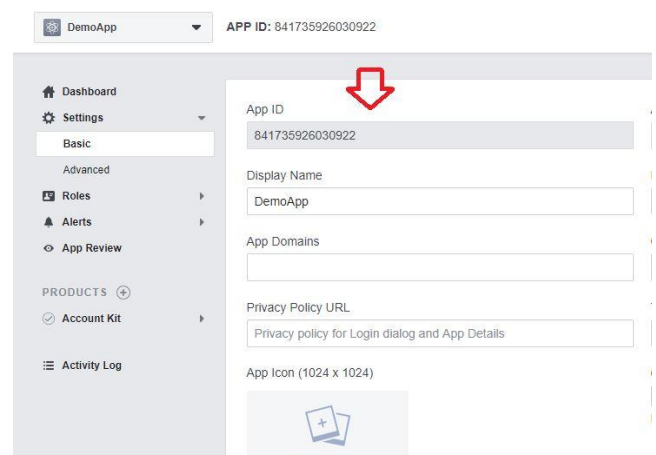 DemoApp
APP ID: 841735926030922
Dashboard
Settings
Basic
Advanced
Roles
Alerts
App Review
PRODUCTS
Account Kit
Activity Log
App ID
841735926030922
Display Name
DemoApp
App Domains
Privacy Policy URL
Privacy policy for Login dialog and App Details
App Icon (1024 x 1024)